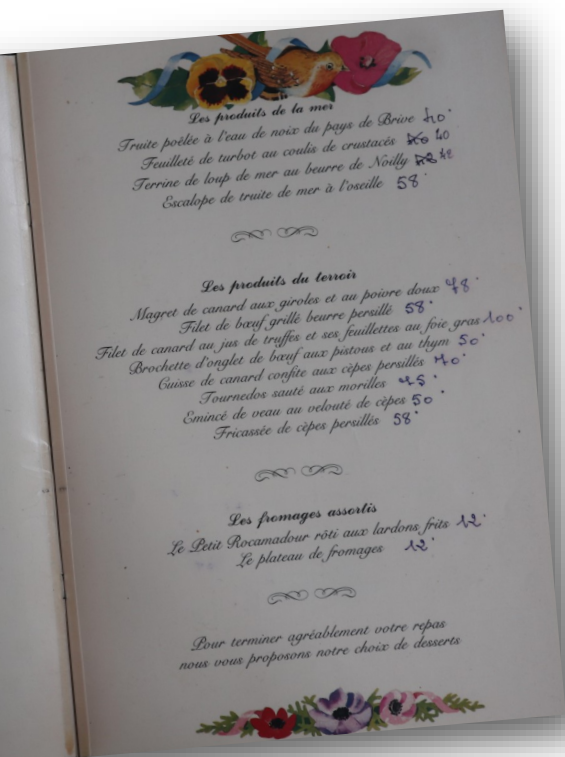 Les produits de la mer
Truite poêlée à l'eau de noix du pays de Brive 40
Feuilleté de turbot au coulis de crustacés 40
Terrine de loup de mer au beurre de Noilly 42
Escalope de truite de mer à l'oseille 58
Les produits du terroir
Magret de canard aux giroles et au poivre doux 48
Filet de bœuf grillé beurre persillé 58
Filet de canard au jus de truffes et ses feuillettes au foie gras 100
Brochette d'onglet de bœuf aux pistous et au thym 50
Cuisse de canard confite aux cèpes persillés 40
Tournedos sauté aux morilles 45
Emincé de veau au velouté de cèpes 50
Fricassée de cèpes persillés 58
Les fromages assortis
Le Petit Rocamadour rôti aux lardons frits 12
Le plateau de fromages 12
Pour terminer agréablement votre repas
nous vous proposons notre choix de desserts